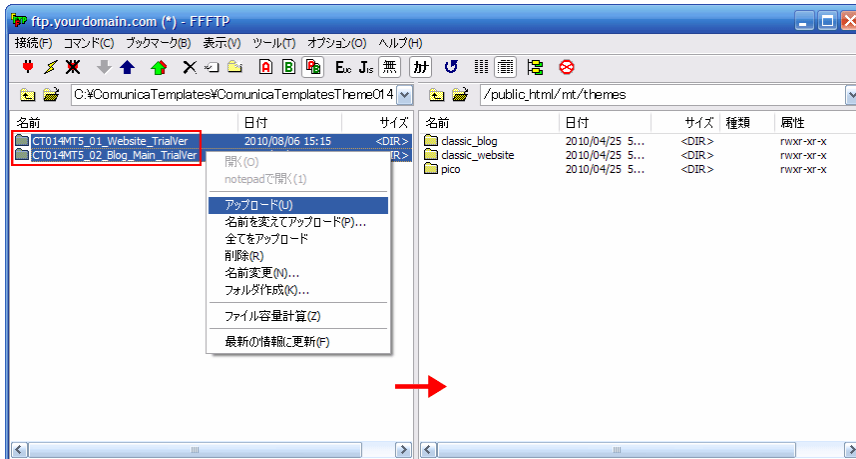 ftp.yourdomain.com (*) - FFFTP
接続(F) コマンド(C) ブックマーク(B) 表示(V) ツール(T) オプション(O) ヘルプ(H)
A B Euc Jis 無 カナ
C:¥ComunicaTemplates¥ComunicaTemplatesTheme014
/public_html/mt/themes
名前 日付 サイズ
CT014MT5_01_Website_TrialVer 2010/08/06 15:15 <DIR>
CT014MT5_02_Blog_Main_TrialVer IR>
開く(O)
notepadで開く(1)
アップロード(U)
名前を変えてアップロード(P)...
全てをアップロード
削除(R)
名前変更(N)...
フォルダ作成(K)...
ファイル容量計算(Z)
最新の情報に更新(F)
名前 日付 サイズ 種類 属性
classic_blog 2010/04/25 5... <DIR> rwxr-xr-x
classic_website 2010/04/25 5... <DIR> rwxr-xr-x
pico 2010/04/25 5... <DIR> rwxr-xr-x